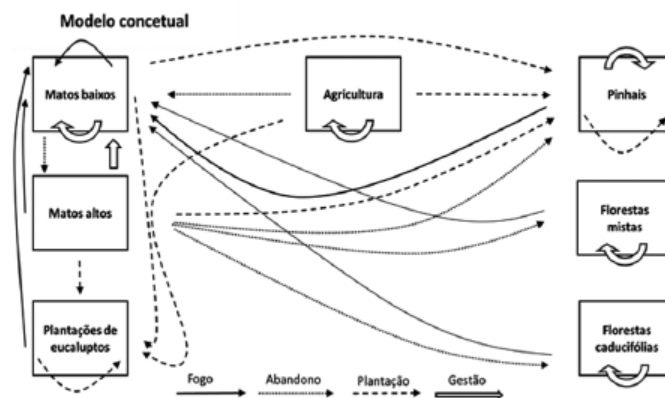 Modelo concetual
Matos baixos
Agricultura
Pinhais
Matos altos
Florestas
mistas
Plantações de
eucaluptos
Florestas
caducifólias
Fogo
Abandono
Plantação
Gestão